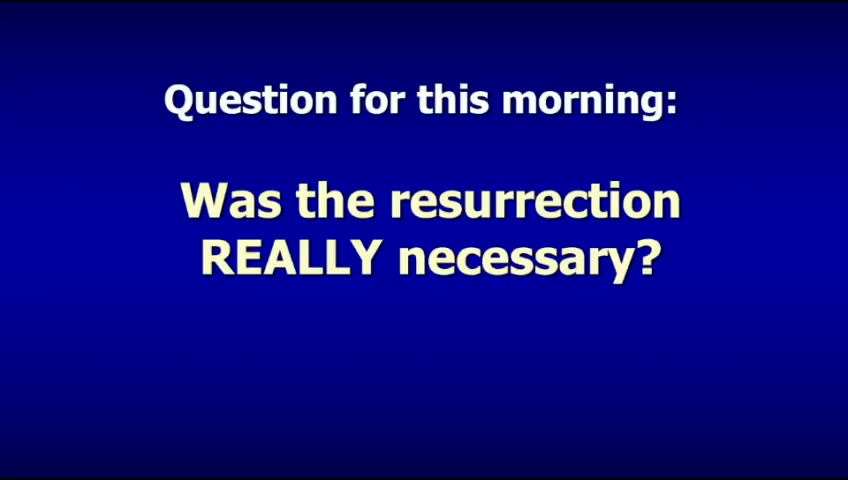 Question for this morning:
Was the resurrection
REALLY necessary?